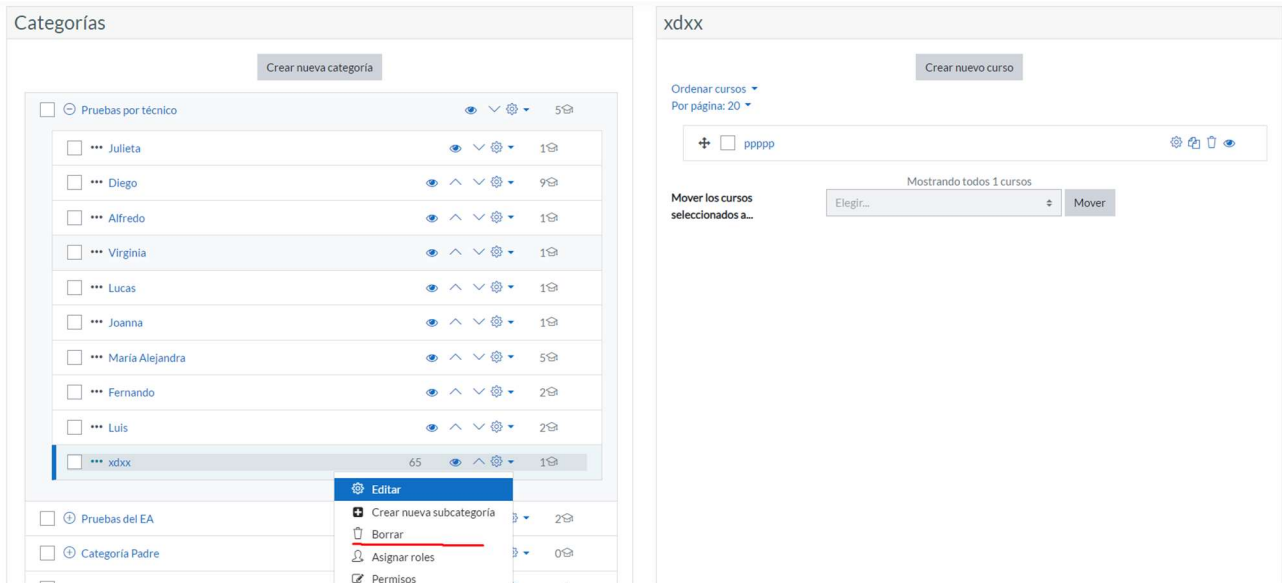 Categorías
Crear nueva categoría
Pruebas por técnico 5
Julieta 1
Diego 9
Alfredo 1
Virginia 1
Lucas 1
Joanna 1
María Alejandra 5
Fernando 2
Luis 2
xdxx 65 1
Editar
Crear nueva subcategoría
Borrar
Asignar roles
Permisos
Pruebas del EA 2
Categoría Padre 0
xdxx
Crear nuevo curso
Ordenar cursos
Por página: 20
ppppp
Mostrando todos 1 cursos
Mover los cursos
seleccionados a...
Elegir...
Mover